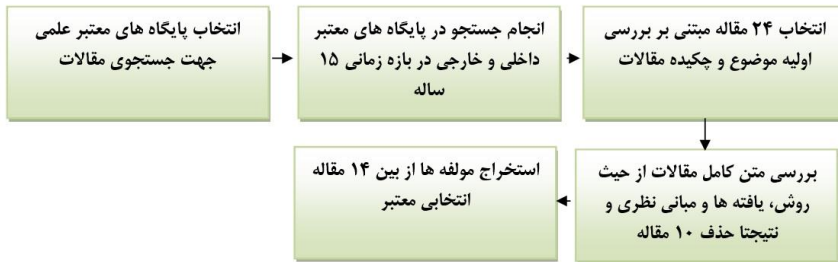 انتخاب پایگاه های معتبر علمی
جهت جستجوی مقالات
انجام جستجو در پایگاه های معتبر
داخلی و خارجی در بازه زمانی ۱۵
ساله
انتخاب ۲۴ مقاله مبتنی بر بررسی
اولیه موضوع و چکیده مقالات
بررسی متن کامل مقالات از حیث
روش، یافته ها و مبانی نظری و
نتیجتا حذف ۱۰ مقاله
استخراج مولفه ها از بین ۱۴ مقاله
انتخابی معتبر